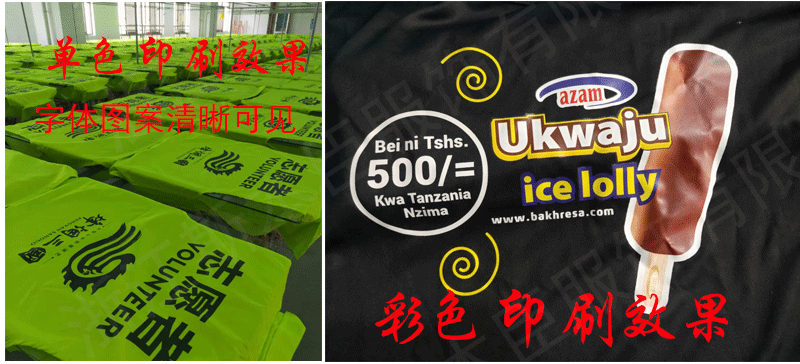 单色印刷效果
字体图案清晰可见
志愿者
VOLUNTEER
志愿者
VOLUNTEER
azam
Ukwaju
ice lolly
www.bakhresa.com
Bei ni Tshs.
500/=
Kwa Tanzania
Nzima
彩色印刷效果